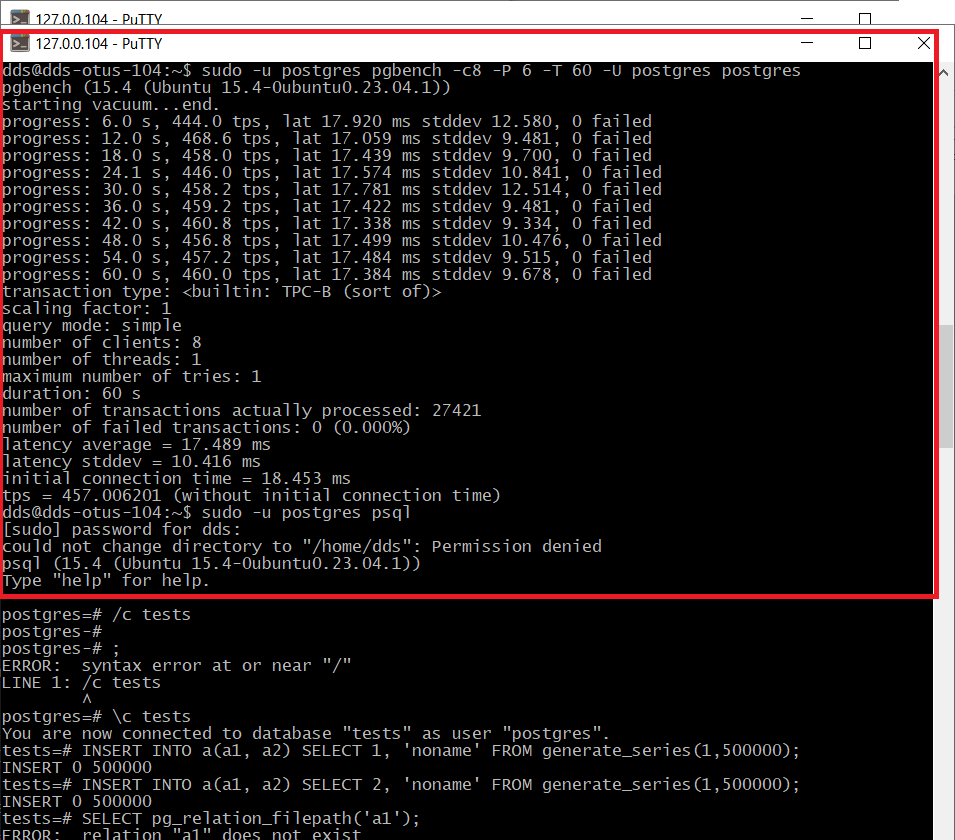 127.0.0.104 - PuTTY
127.0.0.104 - PuTTY
dds@dds-otus-104:~$ sudo -u postgres pgbench -c8 -P 6 -T 60 -U postgres postgres
pgbench (15.4 (Ubuntu 15.4-0ubuntu0.23.04.1))
starting vacuum...end.
progress: 6.0 s, 444.0 tps, lat 17.920 ms stddev 12.580, 0 failed
progress: 12.0 s, 468.6 tps, lat 17.059 ms stddev 9.481, 0 failed
progress: 18.0 s, 458.0 tps, lat 17.439 ms stddev 9.700, 0 failed
progress: 24.1 s, 446.0 tps, lat 17.574 ms stddev 10.841, 0 failed
progress: 30.0 s, 458.2 tps, lat 17.781 ms stddev 12.514, 0 failed
progress: 36.0 s, 459.2 tps, lat 17.422 ms stddev 9.481, 0 failed
progress: 42.0 s, 460.8 tps, lat 17.338 ms stddev 9.334, 0 failed
progress: 48.0 s, 456.8 tps, lat 17.499 ms stddev 10.476, 0 failed
progress: 54.0 s, 457.2 tps, lat 17.484 ms stddev 9.515, 0 failed
progress: 60.0 s, 460.0 tps, lat 17.384 ms stddev 9.678, 0 failed
transaction type: <builtin: TPC-B (sort of)>
scaling factor: 1
query mode: simple
number of clients: 8
number of threads: 1
maximum number of tries: 1
duration: 60 s
number of transactions actually processed: 27421
number of failed transactions: 0 (0.000%)
latency average = 17.489 ms
latency stddev = 10.416 ms
initial connection time = 18.453 ms
tps = 457.006201 (without initial connection time)
dds@dds-otus-104:~$ sudo -u postgres psql
[sudo] password for dds:
could not change directory to "/home/dds": Permission denied
psql (15.4 (Ubuntu 15.4-0ubuntu0.23.04.1))
Type "help" for help.
postgres=# /c tests
postgres-#
postgres-# ;
ERROR:  syntax error at or near "/"
LINE 1: /c tests
        ^
postgres=# \c tests
You are now connected to database "tests" as user "postgres".
tests=# INSERT INTO a(a1, a2) SELECT 1, 'noname' FROM generate_series(1,500000);
INSERT 0 500000
tests=# INSERT INTO a(a1, a2) SELECT 2, 'noname' FROM generate_series(1,500000);
INSERT 0 500000
tests=# SELECT pg_relation_filepath('a1');
ERROR:  relation "a1" does not exist